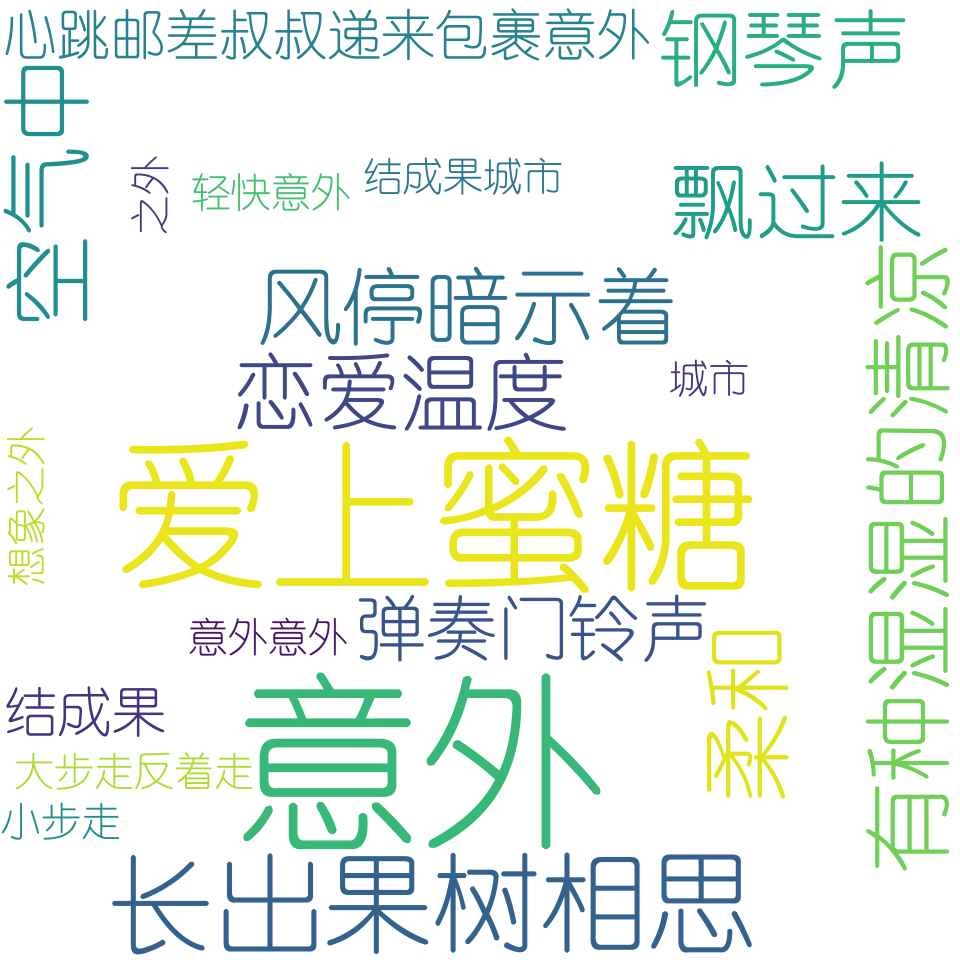 心跳邮差叔叔递来包裹意外
钢琴声
空气中
之外
轻快意外
结成果城市
飘过来
风停暗示着
恋爱温度
城市
有种湿湿的清凉
想象之外
爱上蜜糖
意外意外
弹奏门铃声
柔和
结成果
意外
大步走反着走
小步走
长出果树相思